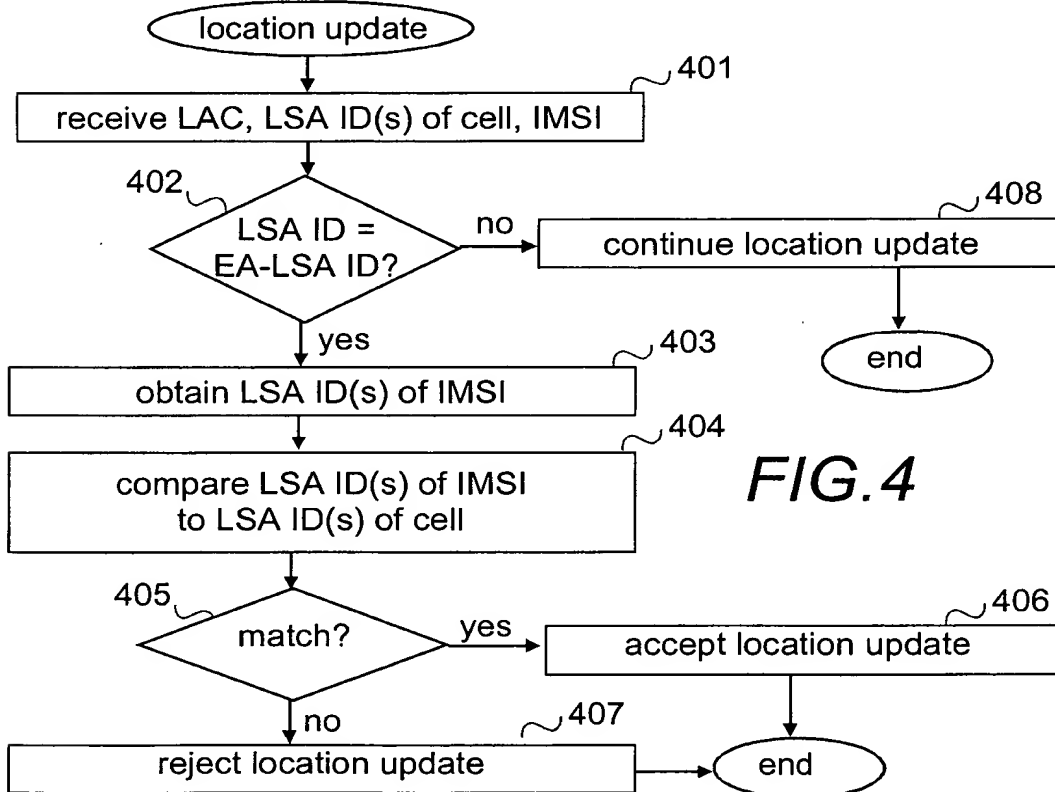 location update
401
receive LAC, LSA ID(s) of cell, IMSI
402
LSA ID =
EA-LSA ID?
no
408
continue location update
yes
end
403
obtain LSA ID(s) of IMSI
404
compare LSA ID(s) of IMSI
to LSA ID(s) of cell
FIG.4
405
match?
yes
406
accept location update
no
407
reject location update
end